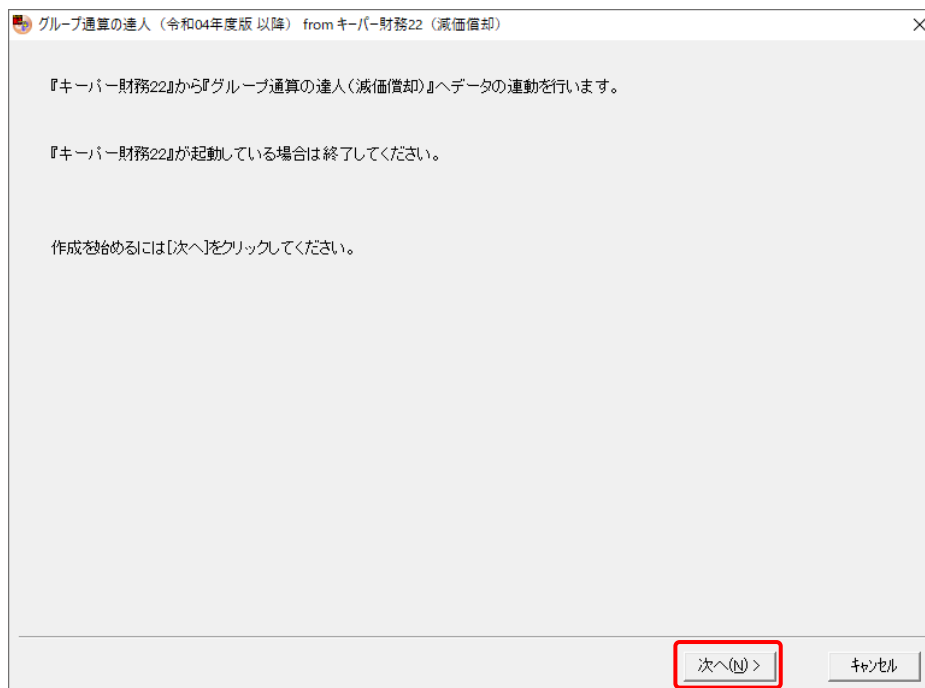 グループ通算の達人（令和04年度版 以降） from キーパー財務22（減価償却）
『キーパー財務22』から『グループ通算の達人（減価償却）』へデータの連動を行います。
『キーパー財務22』が起動している場合は終了してください。
作成を始めるには[次へ]をクリックしてください。
次へ(N) >
キャンセル